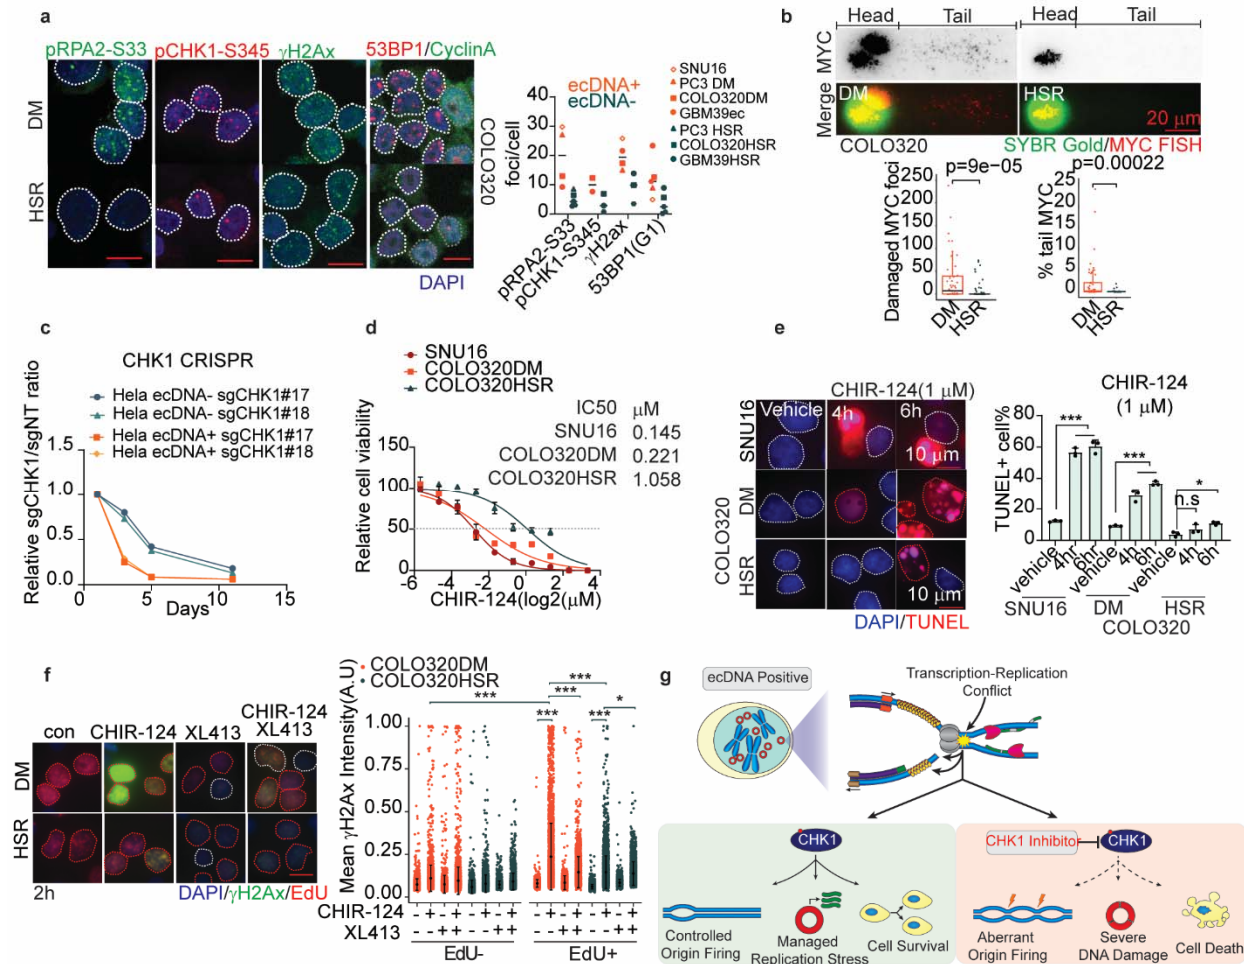 a
pRPA2-S33 pCHK1-S345 γH2Ax 53BP1/CyclinA
DM
HSR
COLO320
DAPI
foci/cell
40
30
20
10
0
ecDNA+
ecDNA-
SNU16
PC3 DM
COLO320DM
GBM39ec
PC3 HSR
COLO320HSR
GBM39HSR
pRPA2-S33
pCHK1-S345
γH2ax
53BP1(G1)
b
Head Tail Head Tail
MYC
Merge
DM
HSR
20 μm
COLO320
SYBR Gold/MYC FISH
p=9e−05
p=0.00022
Damaged MYC foci
250
200
150
100
50
0
DM
HSR
% tail MYC
25
20
15
10
5
0
DM
HSR
c
CHK1 CRISPR
Hela ecDNA- sgCHK1#17
Hela ecDNA- sgCHK1#18
Hela ecDNA+ sgCHK1#17
Hela ecDNA+ sgCHK1#18
Relative sgCHK1/sgNT ratio
1.5
1.0
0.5
0.0
0 5 10 15
Days
d
SNU16
COLO320DM
COLO320HSR
IC50 μM
SNU16 0.145
COLO320DM 0.221
COLO320HSR 1.058
Relative cell viability
150
100
50
0
-6 -4 -2 0 2 4
CHIR-124(log2(μM)
e
CHIR-124(1 μM)
Vehicle 4h 6h
SNU16
10 μm
COLO320
DM
HSR
10 μm
DAPI/TUNEL
CHIR-124
(1 μM)
TUNEL+ cell%
80
60
40
20
0
***
***
*
n.s
vehicle 4hr 6hr vehicle 4h 6h vehicle 4h 6h
SNU16 DM HSR
COLO320
f
con CHIR-124 XL413 CHIR-124 XL413
DM
HSR
2h
DAPI/γH2Ax/EdU
COLO320DM
COLO320HSR
Mean γH2Ax Intensity(A.U)
1.00
0.75
0.50
0.25
0.00
***
***
***
***
***
*
CHIR-124 - + - + - + - + - + - + - + - +
XL413 - - + + - - + + - - + + - - + +
EdU- EdU+
g
ecDNA Positive
Transcription-Replication
Conflict
CHK1
CHK1 Inhibitor
CHK1
Controlled
Origin Firing
Managed
Replication Stress
Cell Survival
Aberrant
Origin Firing
Severe
DNA Damage
Cell Death